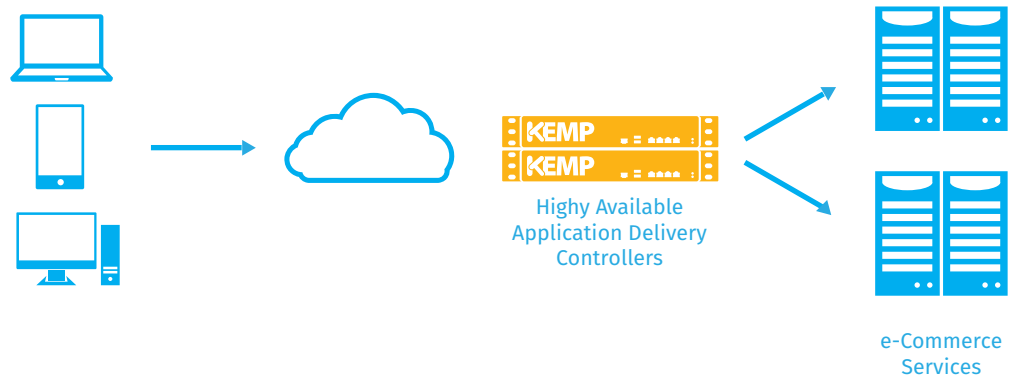 KEMP
KEMP
Highy Available
Application Delivery
Controllers
e-Commerce
Services